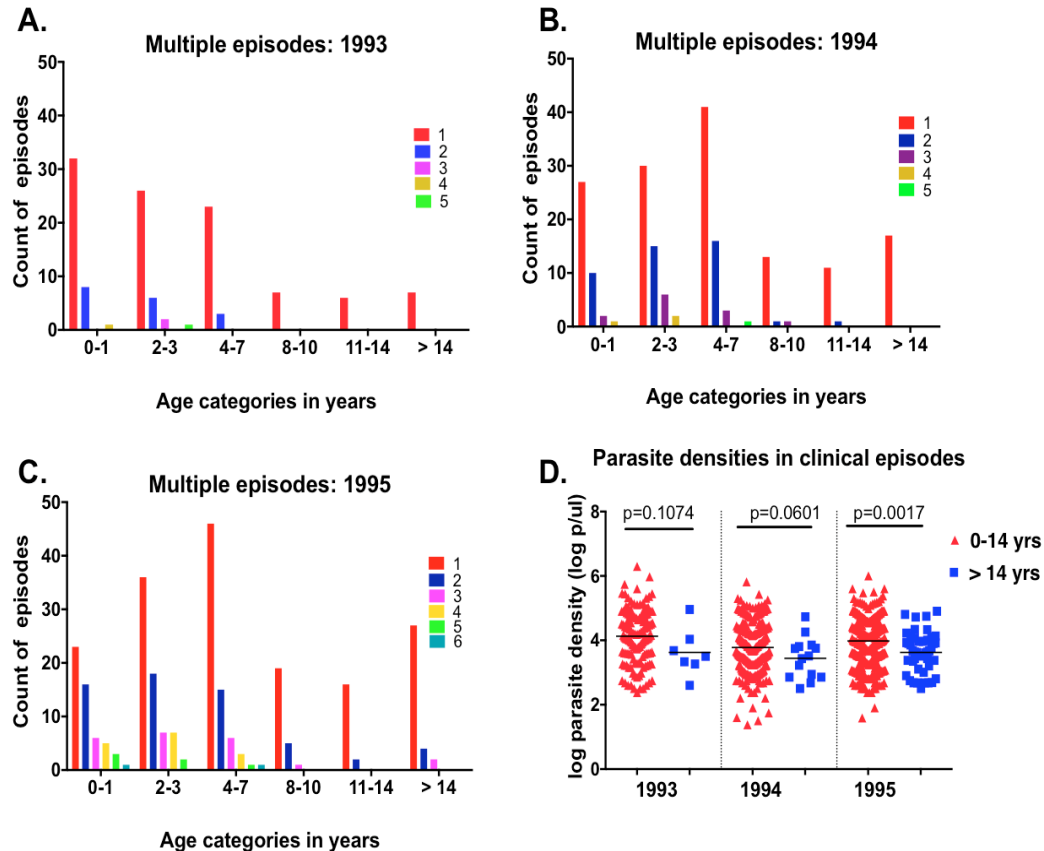 A.
Multiple episodes: 1993
Count of episodes
50
40
30
20
10
0
1
2
3
4
5
0-1 2-3 4-7 8-10 11-14 > 14
Age categories in years
B.
Multiple episodes: 1994
Count of episodes
50
40
30
20
10
0
1
2
3
4
5
0-1 2-3 4-7 8-10 11-14 > 14
Age categories in years
C.
Multiple episodes: 1995
Count of episodes
50
40
30
20
10
0
1
2
3
4
5
6
0-1 2-3 4-7 8-10 11-14 > 14
Age categories in years
D.
Parasite densities in clinical episodes
log parasite density (log p/ul)
8
6
4
2
0
p=0.1074 p=0.0601 p=0.0017
0-14 yrs
> 14 yrs
1993 1994 1995